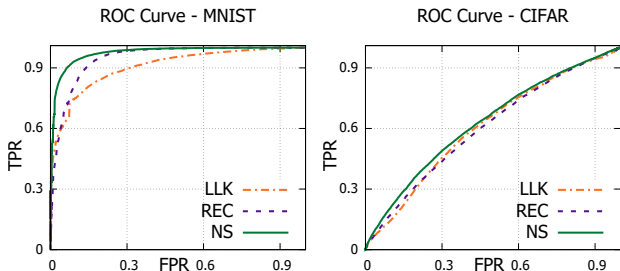 ROC Curve - MNIST
TPR
0.9
0.6
0.3
0
LLK
REC
NS
0
0.3
0.6
0.9
FPR
ROC Curve - CIFAR
TPR
0.9
0.6
0.3
0
LLK
REC
NS
0
0.3
0.6
0.9
FPR